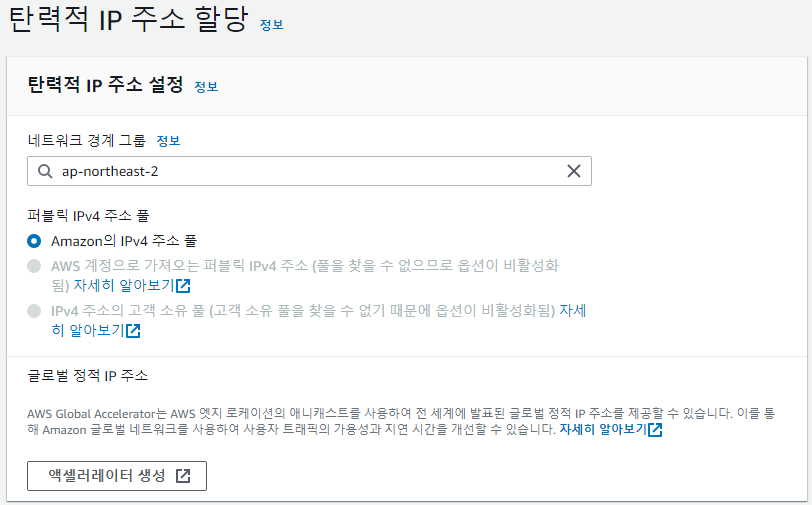 탄력적 IP 주소 할당 정보
탄력적 IP 주소 설정 정보
네트워크 경계 그룹 정보
ap-northeast-2
퍼블릭 IPv4 주소 풀
Amazon의 IPv4 주소 풀
AWS 계정으로 가져오는 퍼블릭 IPv4 주소 (풀을 찾을 수 없으므로 옵션이 비활성화
됨) 자세히 알아보기
IPv4 주소의 고객 소유 풀 (고객 소유 풀을 찾을 수 없기 때문에 옵션이 비활성화됨) 자세
히 알아보기
글로벌 정적 IP 주소
AWS Global Accelerator는 AWS 엣지 로케이션의 애니캐스트를 사용하여 전 세계에 발표된 글로벌 정적 IP 주소를 제공할 수 있습니다. 이를 통
해 Amazon 글로벌 네트워크를 사용하여 사용자 트래픽의 가용성과 지연 시간을 개선할 수 있습니다. 자세히 알아보기
액셀러레이터 생성